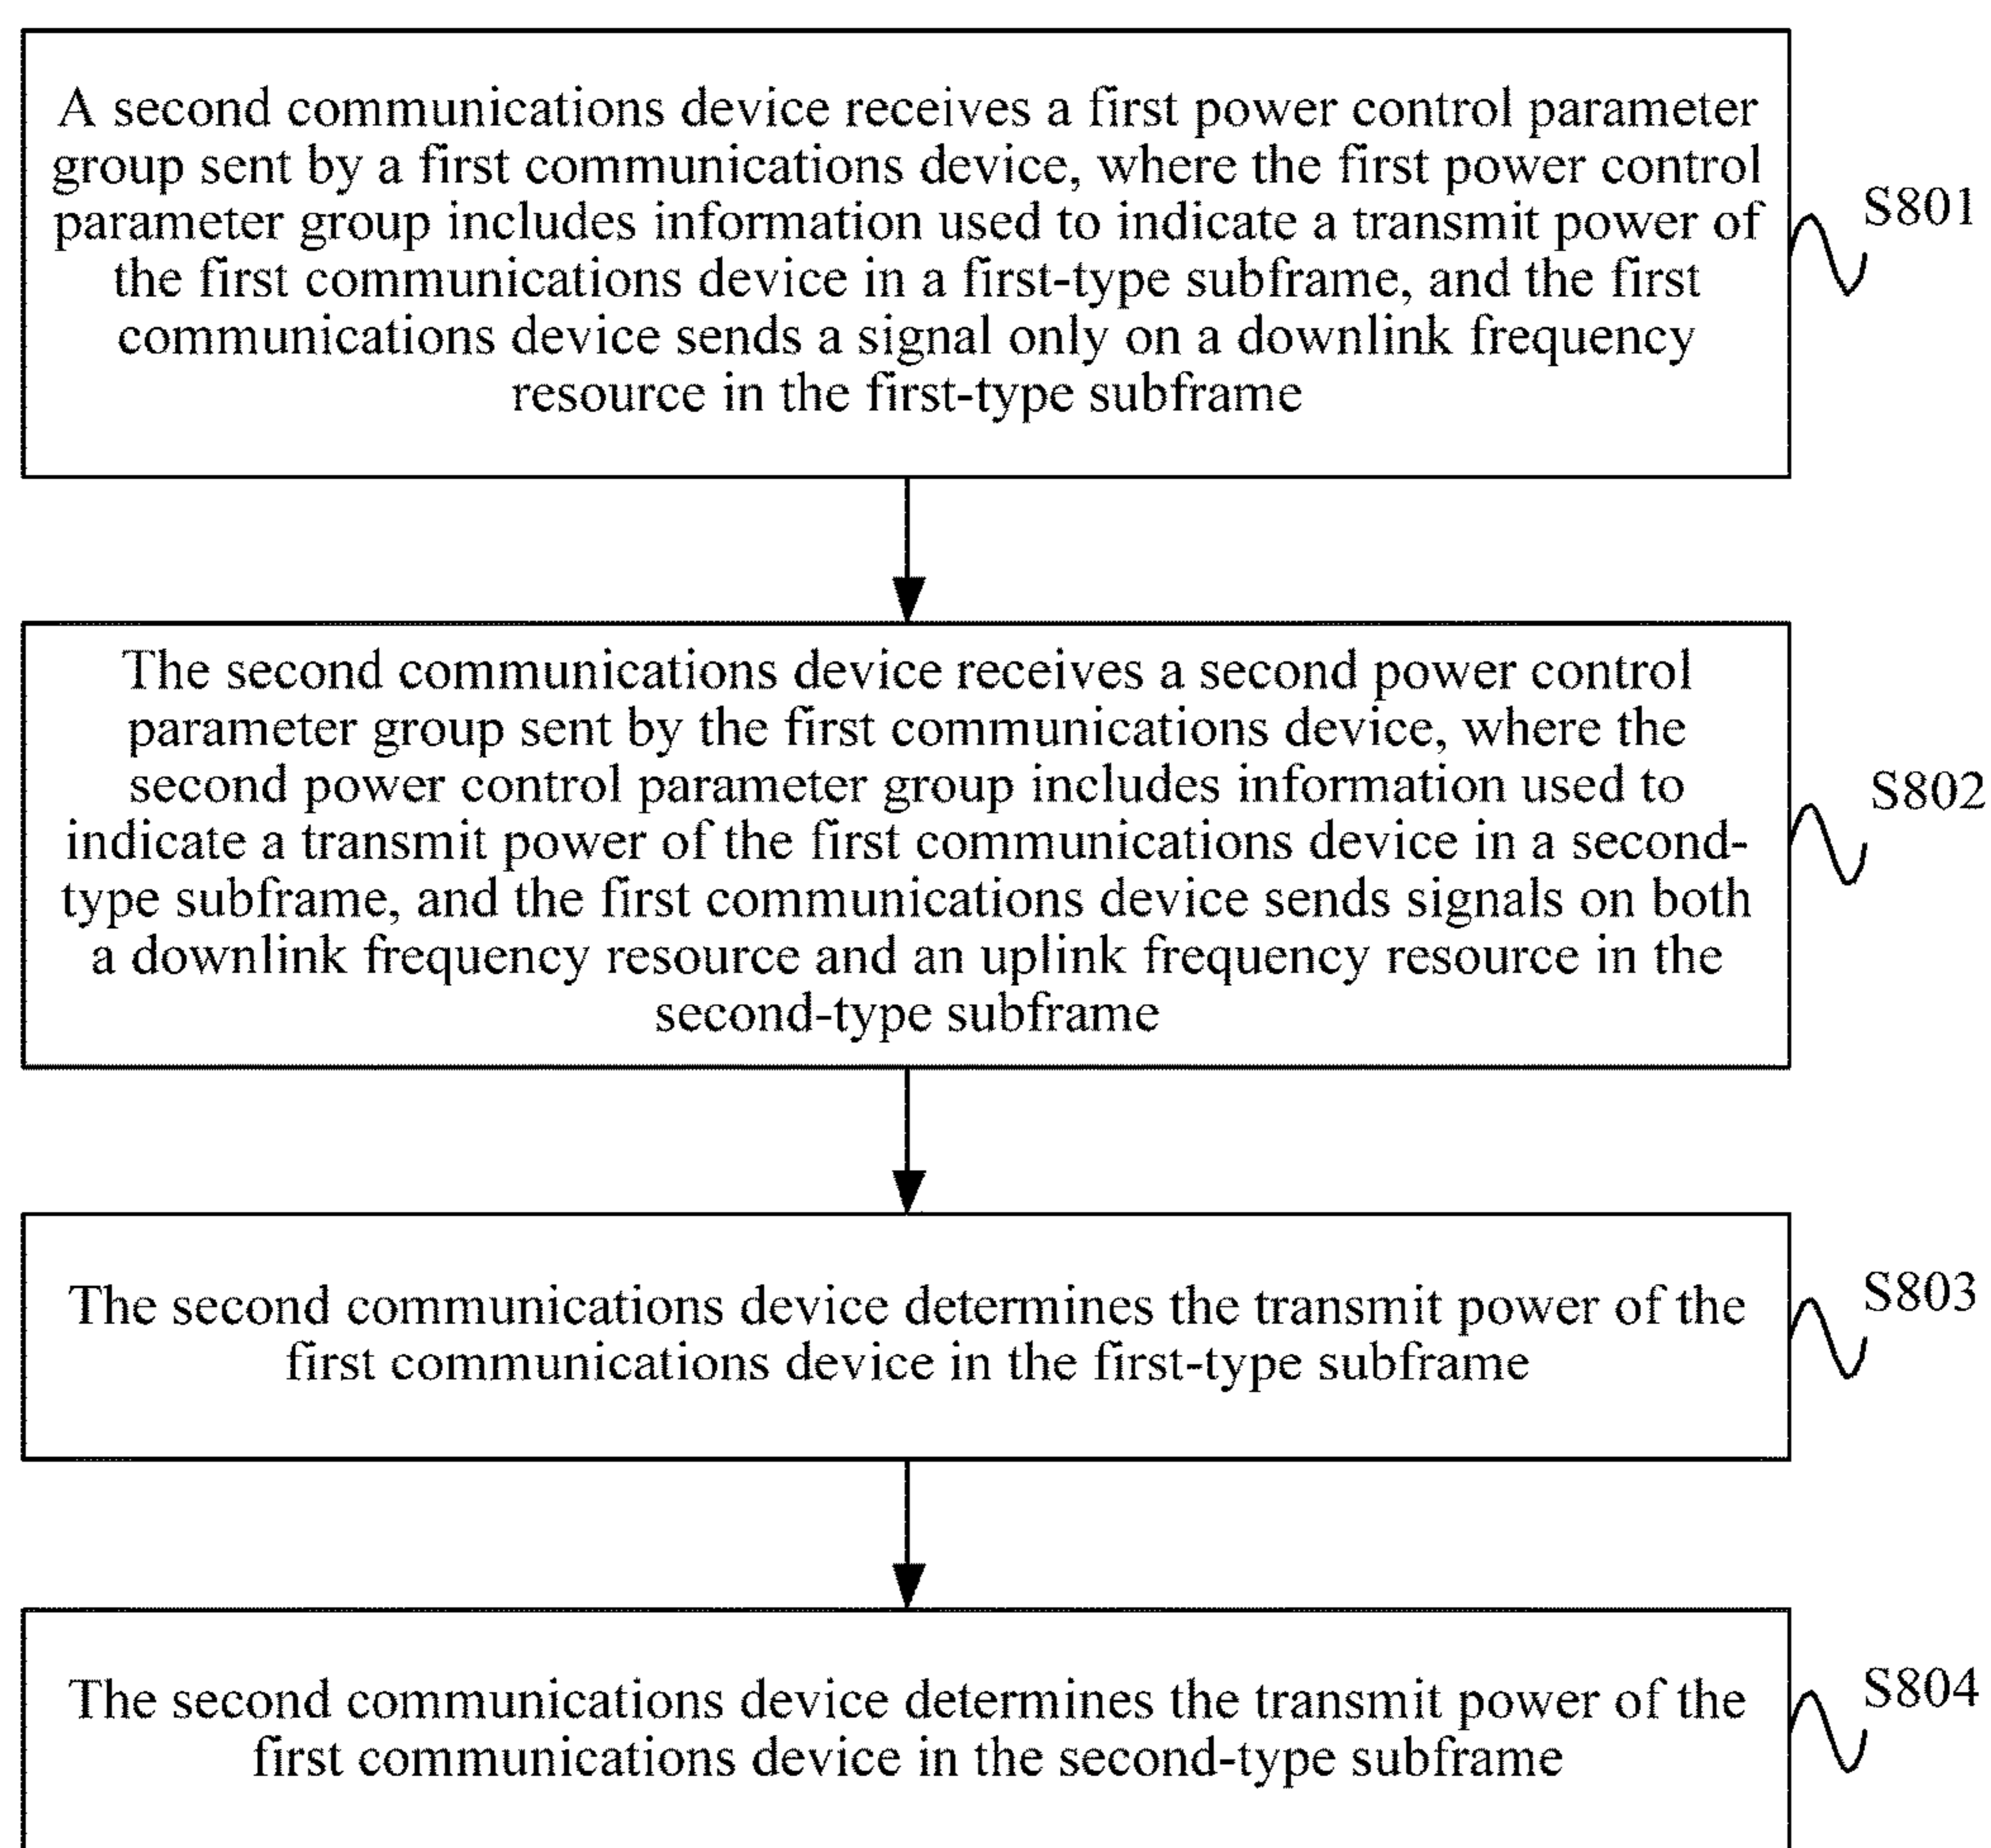 A second communications device receives a first power control parameter
group sent by a first communications device, where the first power control
parameter group includes information used to indicate a transmit power of
the first communications device in a first-type subframe, and the first
communications device sends a signal only on a downlink frequency
resource in the first-type subframe
S801
The second communications device receives a second power control
parameter group sent by the first communications device, where the
second power control parameter group includes information used to
indicate a transmit power of the first communications device in a second-
type subframe, and the first communications device sends signals on both
a downlink frequency resource and an uplink frequency resource in the
second-type subframe
S802
The second communications device determines the transmit power of the
first communications device in the first-type subframe
S803
The second communications device determines the transmit power of the
first communications device in the second-type subframe
S804